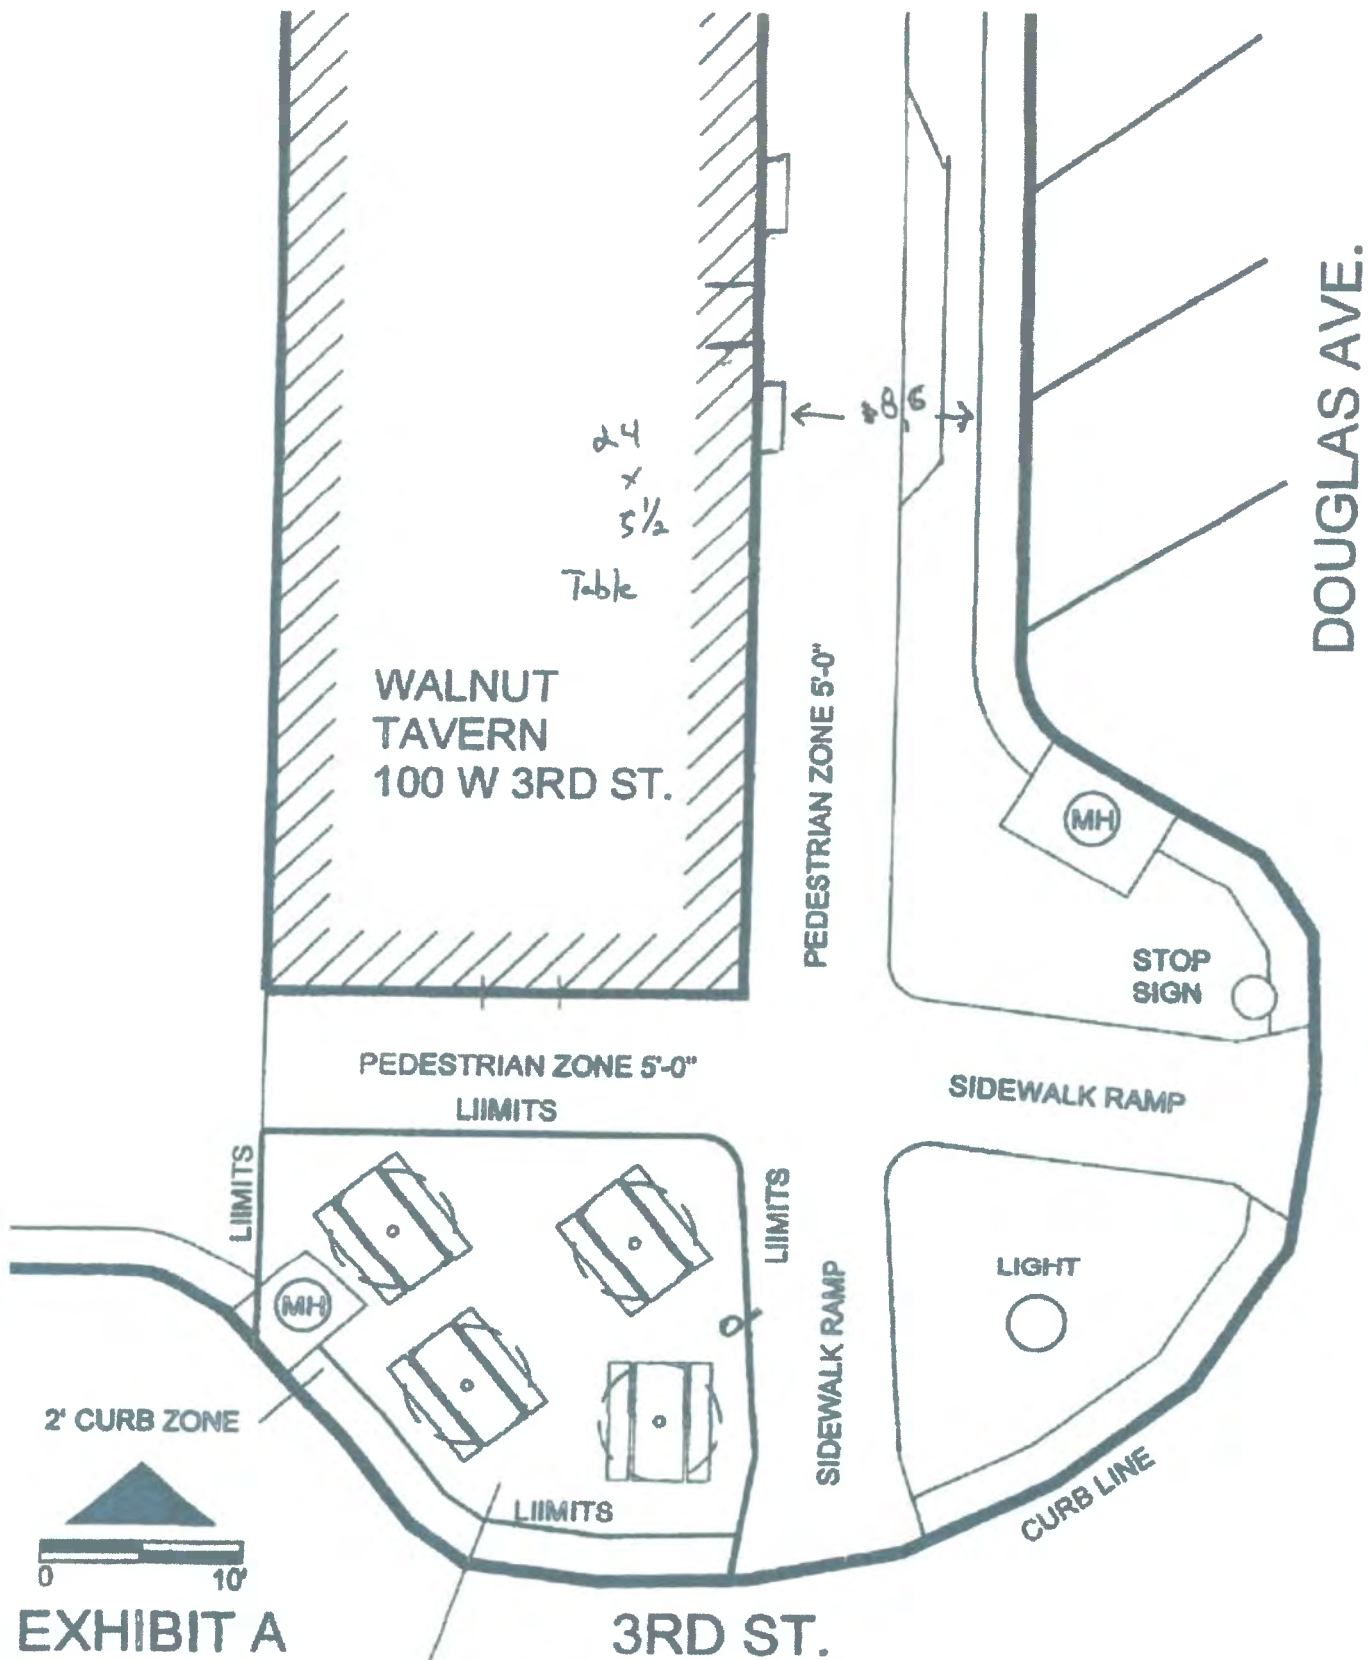 DOUGLAS AVE.
8,6
24
x
5 1/2
Table
WALNUT
TAVERN
100 W 3RD ST.
PEDESTRIAN ZONE 5'-0"
MH
STOP
SIGN
PEDESTRIAN ZONE 5'-0"
LIIMITS
SIDEWALK RAMP
LIIMITS
LIIMITS
MH
LIGHT
SIDEWALK RAMP
2' CURB ZONE
LIIMITS
CURB LINE
0 10'
EXHIBIT A
3RD ST.